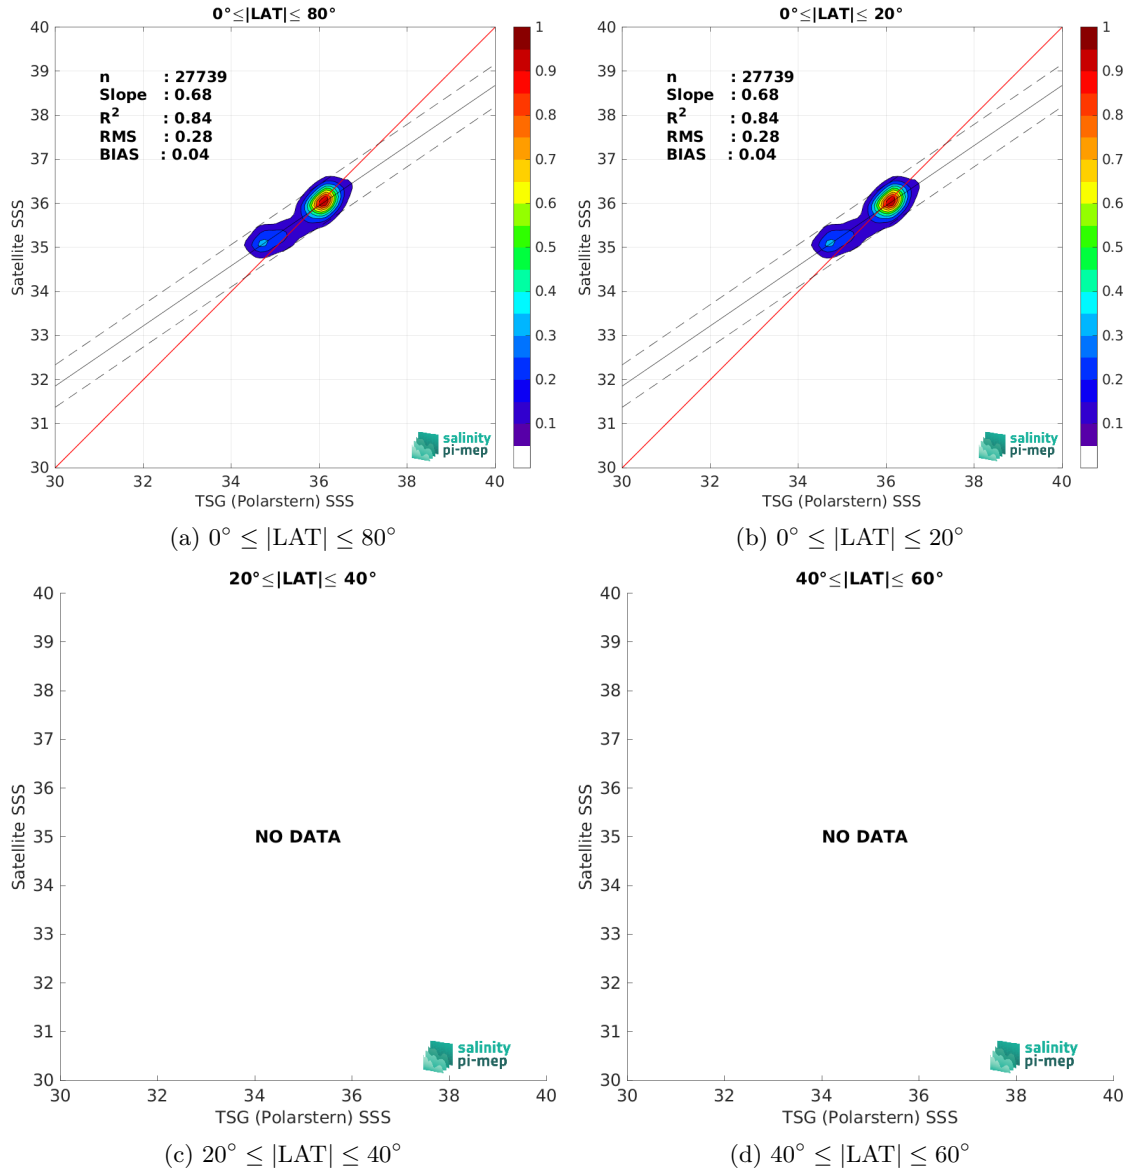 0°≤|LAT|≤ 80°
40
39
38
37
36
35
34
33
32
31
30
Satellite SSS
n : 27739
Slope : 0.68
R² : 0.84
RMS : 0.28
BIAS : 0.04
salinity
pi-mep
30 32 34 36 38 40
TSG (Polarstern) SSS
1
0.9
0.8
0.7
0.6
0.5
0.4
0.3
0.2
0.1
(a) 0° ≤ |LAT| ≤ 80°
0°≤|LAT|≤ 20°
40
39
38
37
36
35
34
33
32
31
30
Satellite SSS
n : 27739
Slope : 0.68
R² : 0.84
RMS : 0.28
BIAS : 0.04
salinity
pi-mep
30 32 34 36 38 40
TSG (Polarstern) SSS
1
0.9
0.8
0.7
0.6
0.5
0.4
0.3
0.2
0.1
(b) 0° ≤ |LAT| ≤ 20°
20°≤|LAT|≤ 40°
40
39
38
37
36
35
34
33
32
31
30
Satellite SSS
NO DATA
salinity
pi-mep
30 32 34 36 38 40
TSG (Polarstern) SSS
(c) 20° ≤ |LAT| ≤ 40°
40°≤|LAT|≤ 60°
40
39
38
37
36
35
34
33
32
31
30
Satellite SSS
NO DATA
salinity
pi-mep
30 32 34 36 38 40
TSG (Polarstern) SSS
(d) 40° ≤ |LAT| ≤ 60°